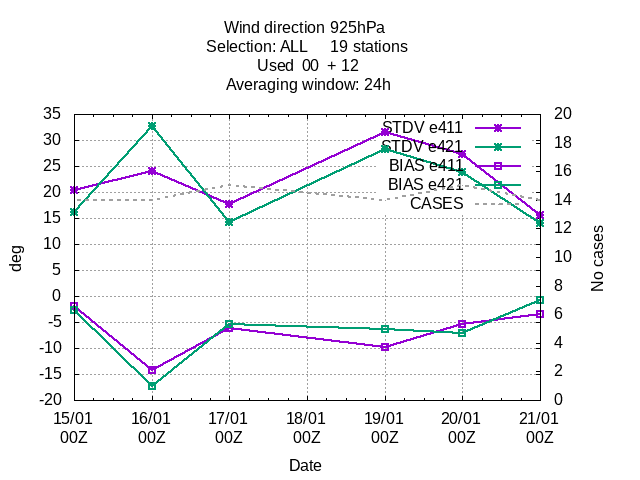 Wind direction 925hPa
Selection: ALL     19 stations
Used  00  + 12
Averaging window: 24h
35
30
25
20
15
10
5
0
-5
-10
-15
-20
20
18
16
14
12
10
8
6
4
2
0
deg
No cases
STDV e411
STDV e421
BIAS e411
BIAS e421
CASES
15/01 16/01 17/01 18/01 19/01 20/01 21/01
00Z 00Z 00Z 00Z 00Z 00Z 00Z
Date